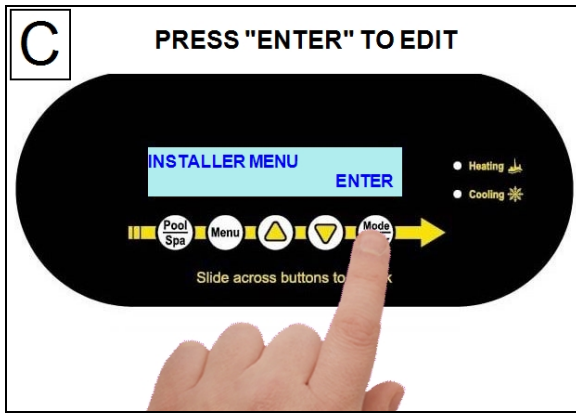 C
PRESS "ENTER" TO EDIT
INSTALLER MENU
ENTER
Heating
Cooling
Pool
Spa
Menu
Mode
Slide across buttons to